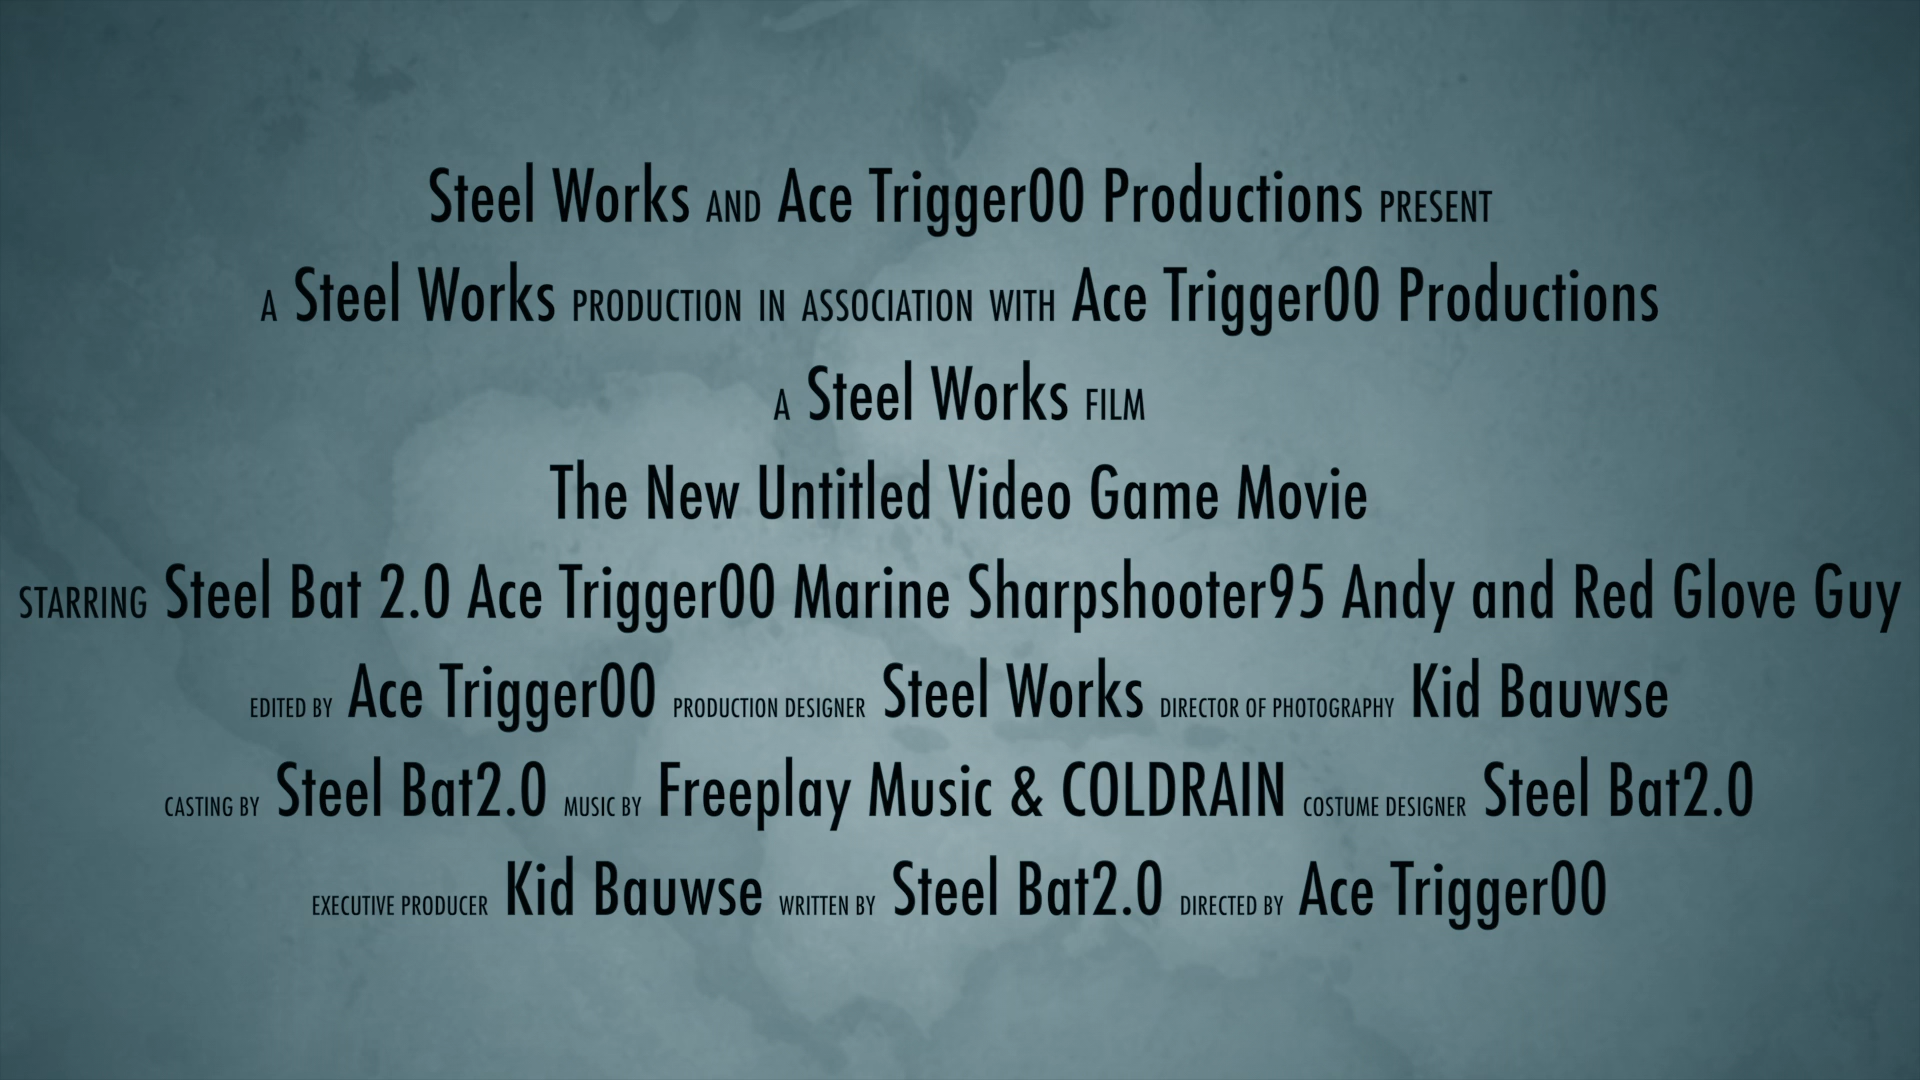 Steel Works AND Ace Trigger00 Productions PRESENT
A Steel Works PRODUCTION IN ASSOCIATION WITH Ace Trigger00 Productions
A Steel Works FILM
The New Untitled Video Game Movie
STARRING Steel Bat 2.0 Ace Trigger00 Marine Sharpshooter95 Andy and Red Glove Guy
EDITED BY Ace Trigger00 PRODUCTION DESIGNER Steel Works DIRECTOR OF PHOTOGRAPHY Kid Bauwse
CASTING BY Steel Bat2.0 MUSIC BY Freeplay Music & COLDRAIN COSTUME DESIGNER Steel Bat2.0
EXECUTIVE PRODUCER Kid Bauwse WRITTEN BY Steel Bat2.0 DIRECTED BY Ace Trigger00